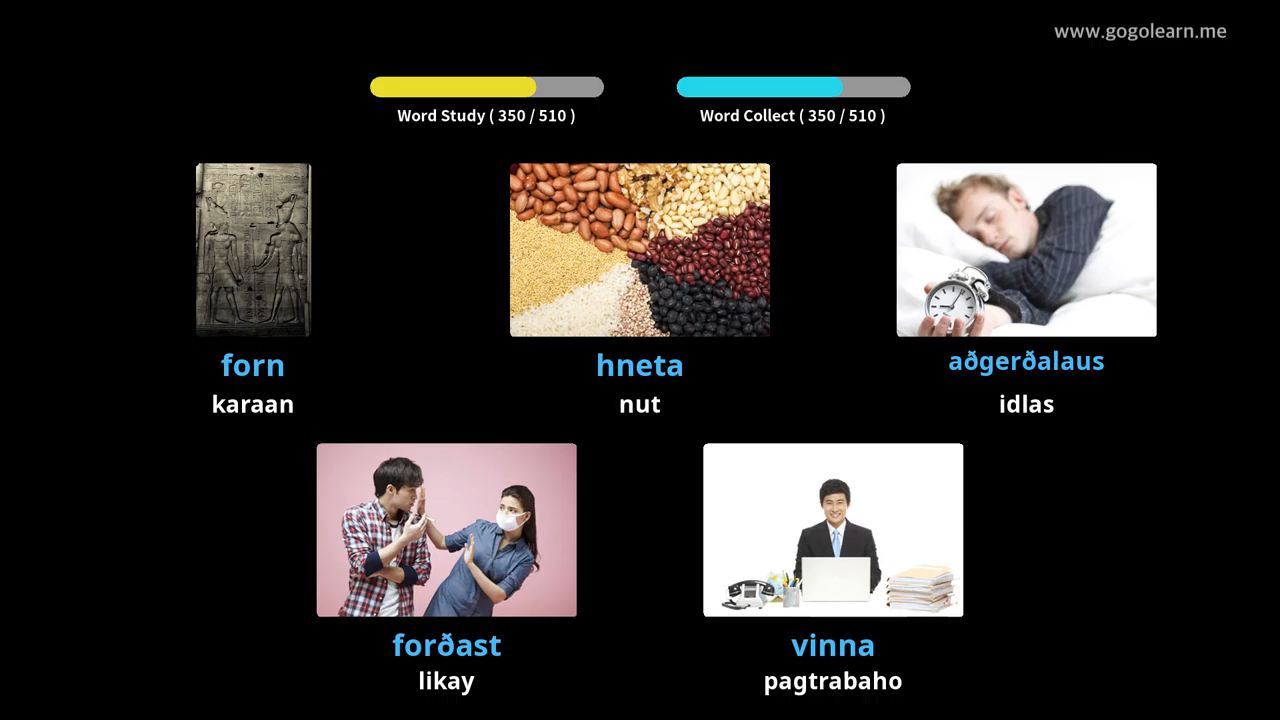 www.gogolearn.me
Word Study ( 350 / 510 )
Word Collect ( 350 / 510 )
forn
karaan
hneta
nut
aðgerðalaus
idlas
forðast
likay
vinna
pagtrabaho